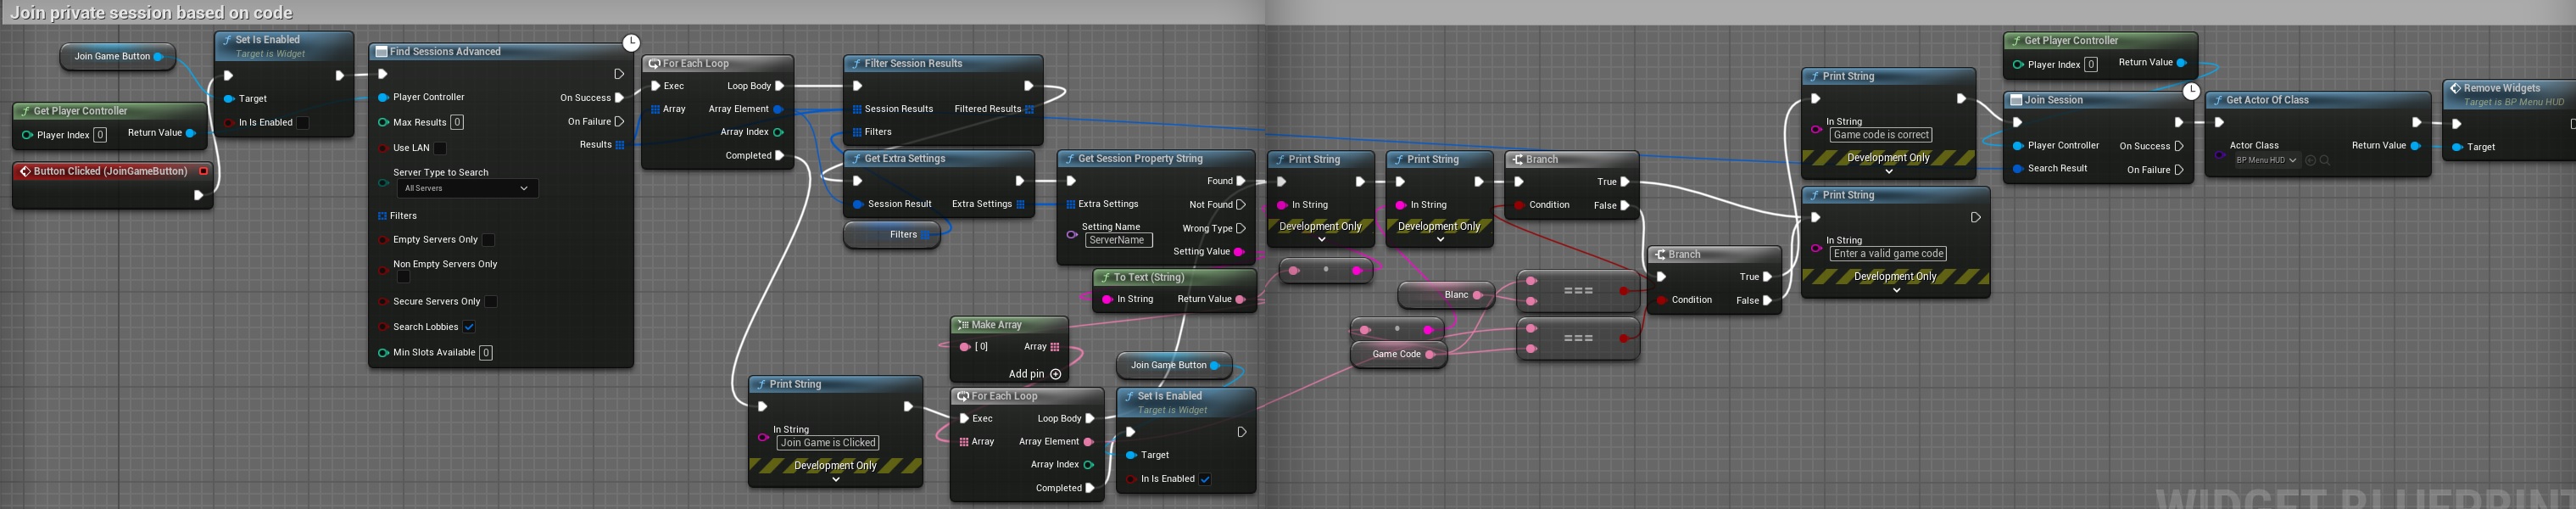 Join private session based on code
Join Game Button
Set Is Enabled
Target is Widget
Target
In Is Enabled
Get Player Controller
Player Index 0
Return Value
Button Clicked (JoinGameButton)
Find Sessions Advanced
Player Controller
On Success
Max Results 0
On Failure
Use LAN
Results
Server Type to Search
All Servers
Filters
Empty Servers Only
Non Empty Servers Only
Secure Servers Only
Search Lobbies
Min Slots Available 0
For Each Loop
Exec
Loop Body
Array
Array Element
Array Index
Completed
Filter Session Results
Session Results
Filtered Results
Filters
Get Extra Settings
Session Result
Extra Settings
Filters
Get Session Property String
Found
Extra Settings
Not Found
Setting Name
ServerName
Wrong Type
Setting Value
To Text (String)
In String
Return Value
Make Array
[0]
Array
Add pin
Join Game Button
Print String
In String
Join Game is Clicked
Development Only
For Each Loop
Exec
Loop Body
Array
Array Element
Array Index
Completed
Set Is Enabled
Target is Widget
Target
In Is Enabled
Print String
In String
Development Only
Print String
In String
Development Only
Branch
True
Condition
False
Blanc
===
===
Game Code
Branch
True
Condition
False
Print String
In String
Game code is correct
Development Only
Print String
In String
Enter a valid game code
Development Only
Get Player Controller
Player Index 0
Return Value
Join Session
Player Controller
On Success
Search Result
On Failure
Get Actor Of Class
Actor Class
BP Menu HUD
Return Value
Remove Widgets
Target is BP Menu HUD
Target
WIDGET BLUEPRINT